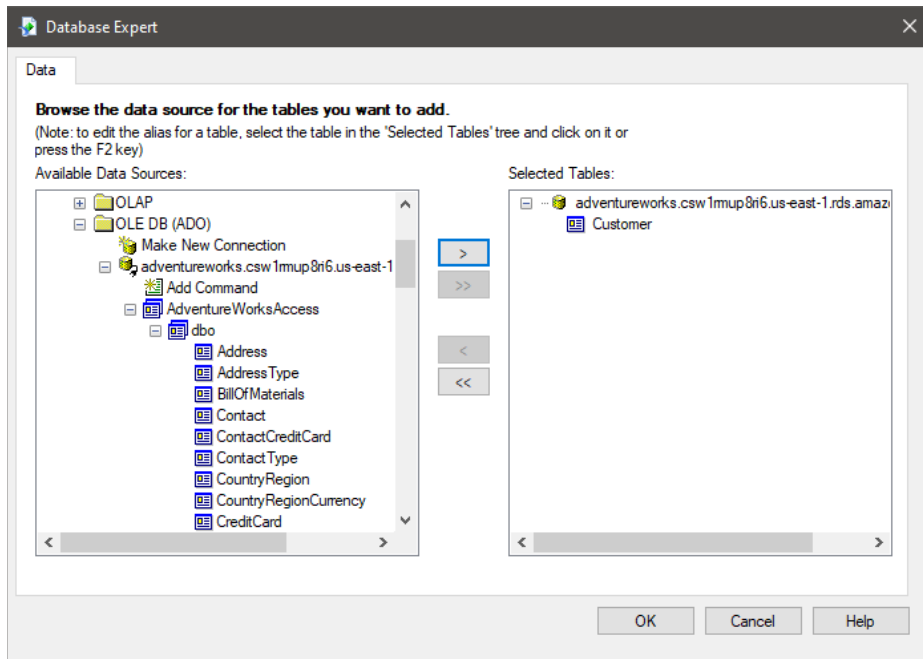 Database Expert
Data
Browse the data source for the tables you want to add.
(Note: to edit the alias for a table, select the table in the 'Selected Tables' tree and click on it or
press the F2 key)
Available Data Sources:
OLAP
OLE DB (ADO)
Make New Connection
adventureworks.csw1rmup8ri6.us-east-1
Add Command
AdventureWorksAccess
dbo
Address
AddressType
BillOfMaterials
Contact
ContactCreditCard
ContactType
CountryRegion
CountryRegionCurrency
CreditCard
>
>>
<
<<
Selected Tables:
adventureworks.csw1rmup8ri6.us-east-1.rds.amaz
Customer
OK Cancel Help